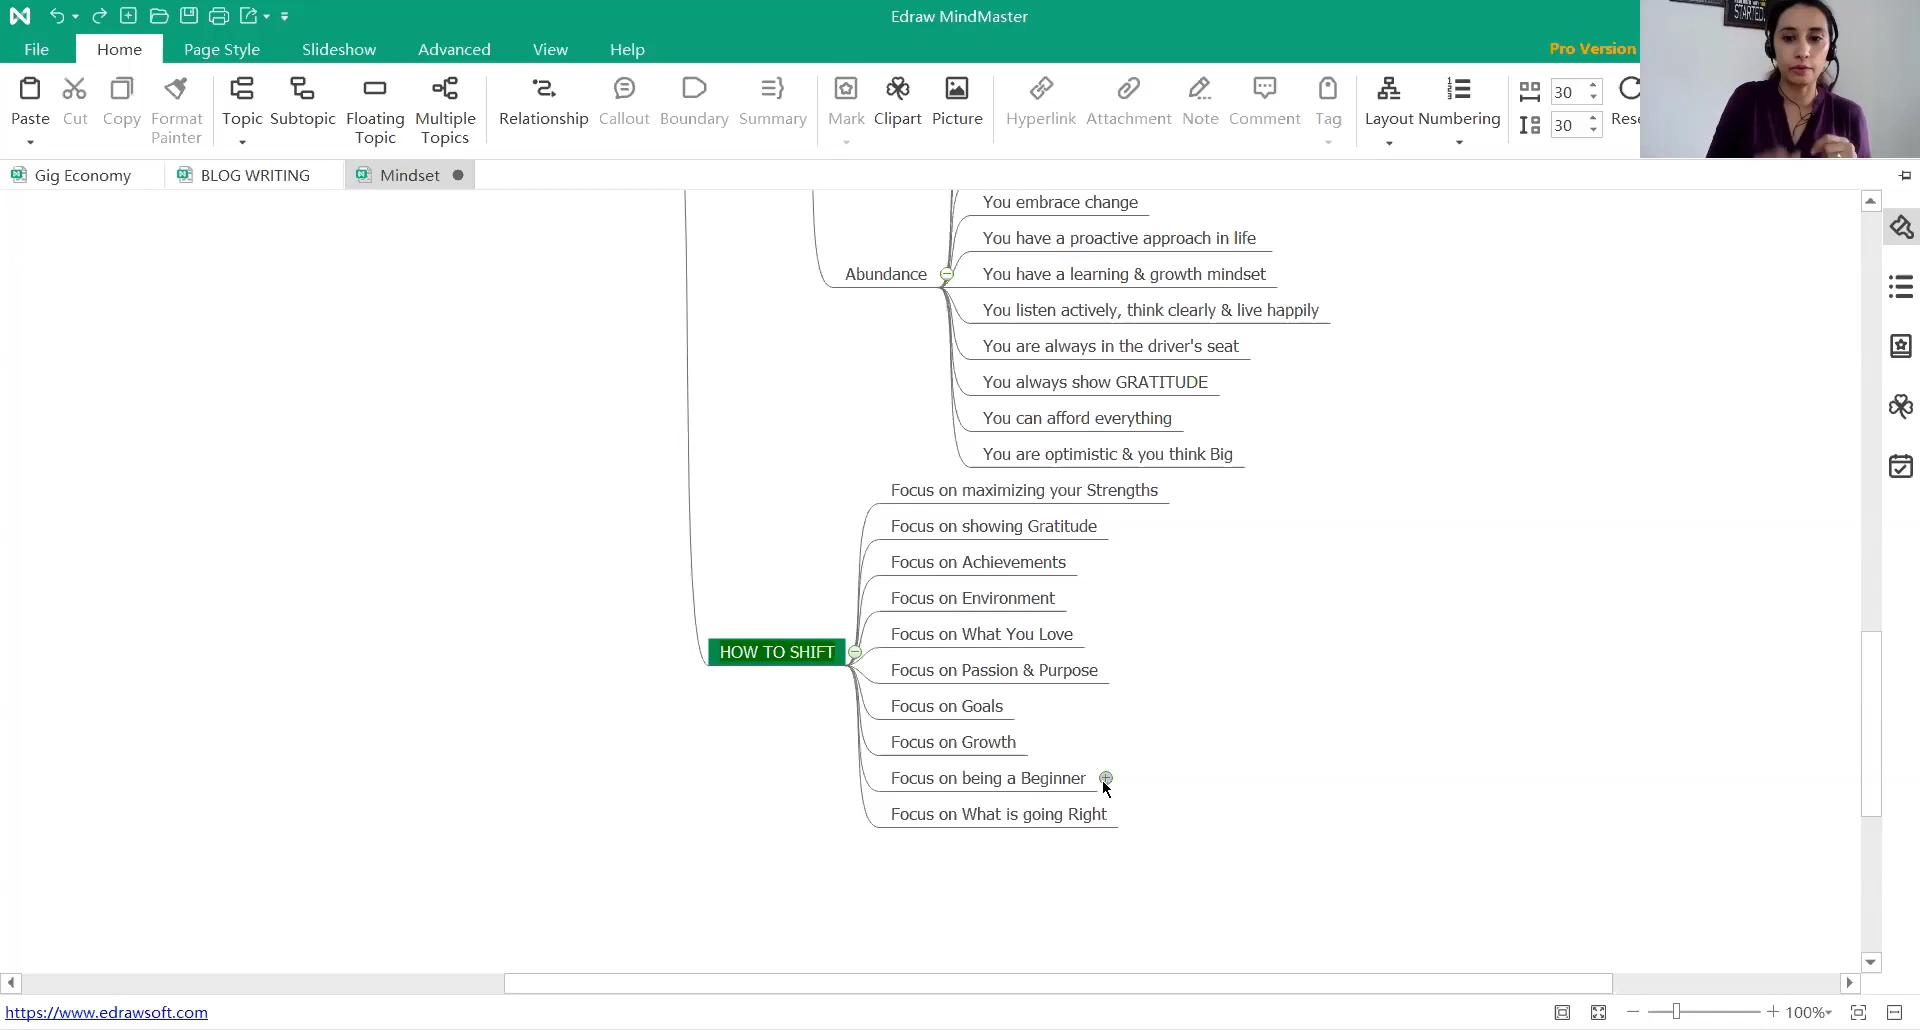 Edraw MindMaster
STARTED.
File Home Page Style Slideshow Advanced View Help
Pro Version
Paste Cut Copy Format Painter
Topic Subtopic Floating Topic Multiple Topics
Relationship Callout Boundary Summary
Mark Clipart Picture
Hyperlink Attachment Note Comment Tag
Layout Numbering
30
30
Rese
Gig Economy BLOG WRITING Mindset
You embrace change
You have a proactive approach in life
Abundance
You have a learning & growth mindset
You listen actively, think clearly & live happily
You are always in the driver's seat
You always show GRATITUDE
You can afford everything
You are optimistic & you think Big
HOW TO SHIFT
Focus on maximizing your Strengths
Focus on showing Gratitude
Focus on Achievements
Focus on Environment
Focus on What You Love
Focus on Passion & Purpose
Focus on Goals
Focus on Growth
Focus on being a Beginner
Focus on What is going Right
https://www.edrawsoft.com
100%